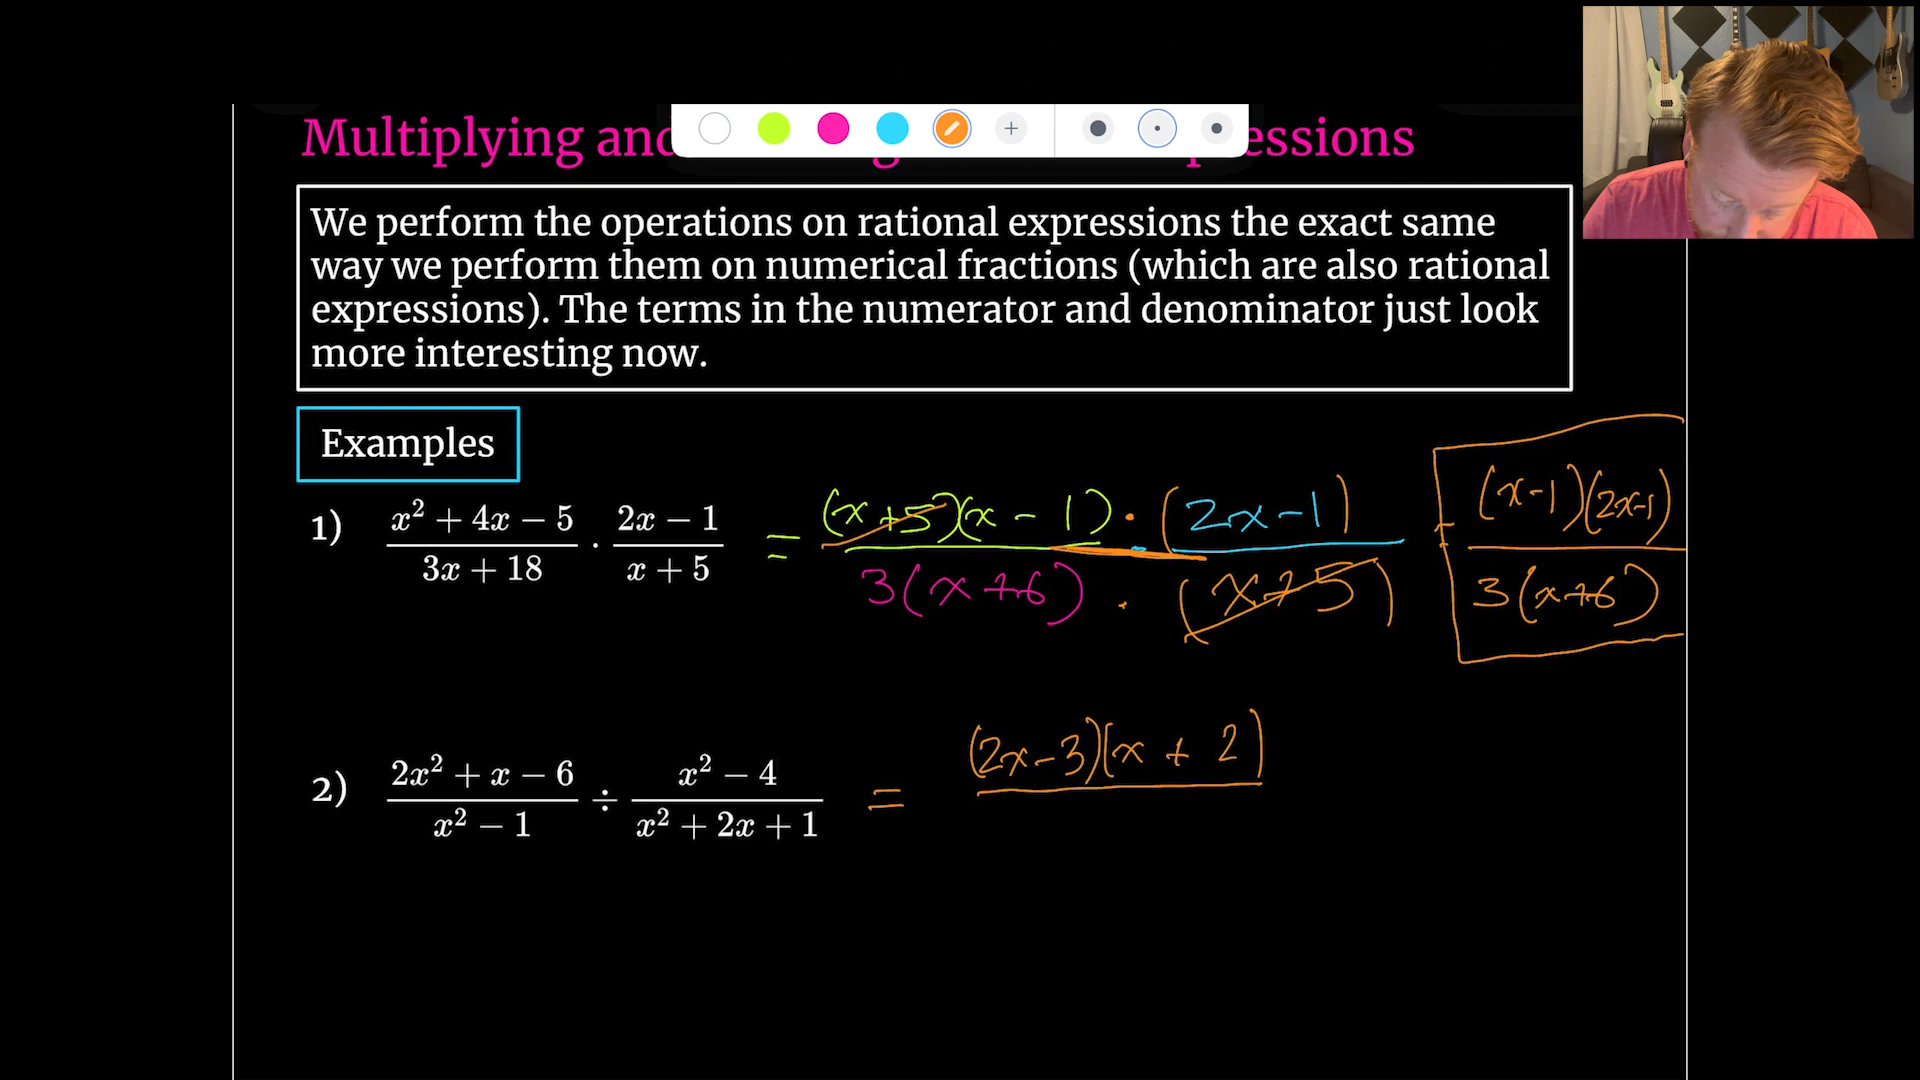 Multiplying and essions
We perform the operations on rational expressions the exact same
way we perform them on numerical fractions (which are also rational
expressions). The terms in the numerator and denominator just look
more interesting now.
Examples
1) (x² + 4x − 5)/(3x + 18) · (2x − 1)/(x + 5) = (x+5)(x − 1) · (2x−1) / 3(x+6) · (x+5) = (x−1)(2x−1) / 3(x+6)
2) (2x² + x − 6)/(x² − 1) ÷ (x² − 4)/(x² + 2x + 1) = (2x−3)(x + 2)